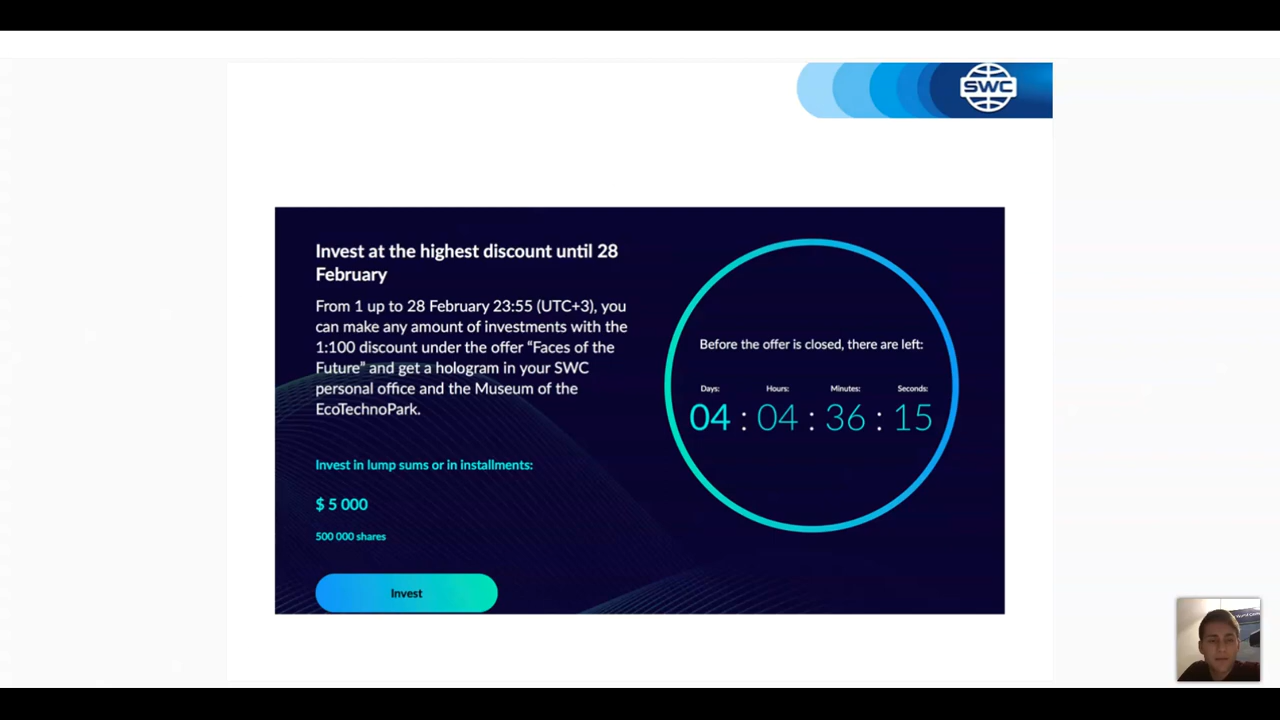 SWC
Invest at the highest discount until 28
February
From 1 up to 28 February 23:55 (UTC+3), you
can make any amount of investments with the
1:100 discount under the offer “Faces of the
Future” and get a hologram in your SWC
personal office and the Museum of the
EcoTechnoPark.
Invest in lump sums or in installments:
$ 5 000
500 000 shares
Invest
Before the offer is closed, there are left:
Days: Hours: Minutes: Seconds:
04 : 04 : 36 : 15